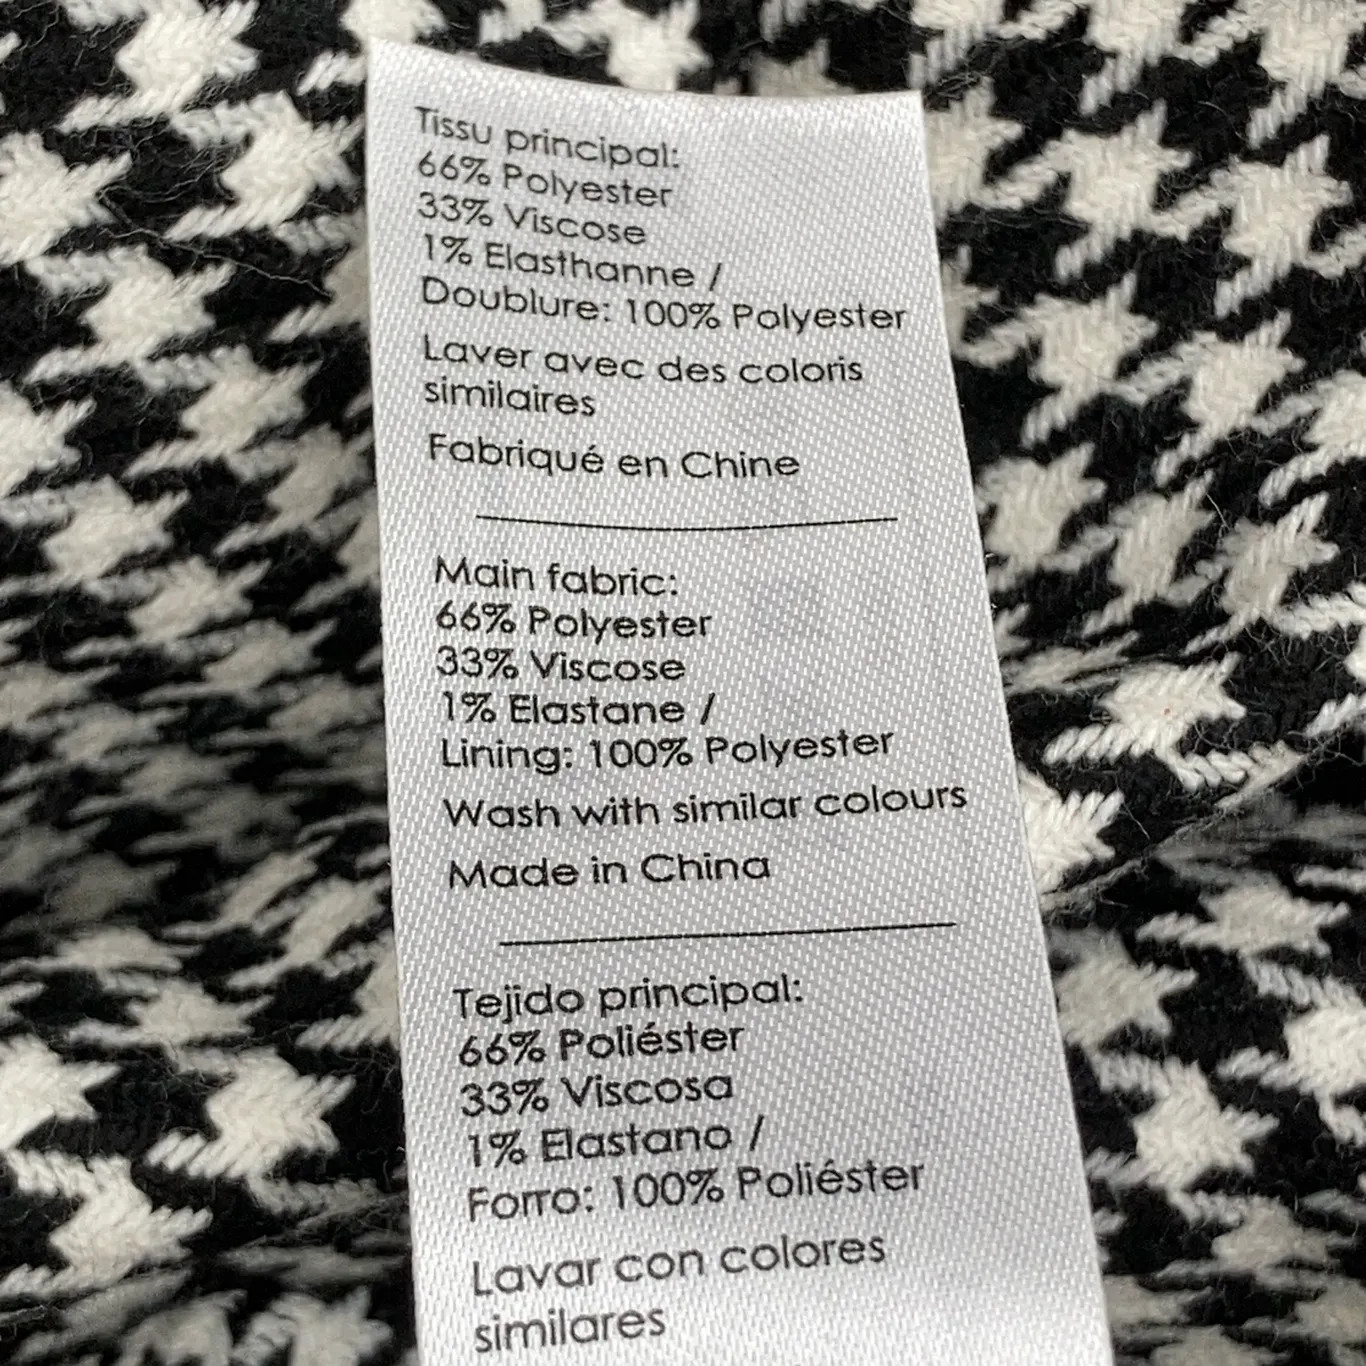 Tissu principal:
66% Polyester
33% Viscose
1% Elasthanne /
Doublure: 100% Polyester
Laver avec des coloris
similaires
Fabriqué en Chine
Main fabric:
66% Polyester
33% Viscose
1% Elastane /
Lining: 100% Polyester
Wash with similar colours
Made in China
Tejido principal:
66% Poliéster
33% Viscosa
1% Elastano /
Forro: 100% Poliéster
Lavar con colores
similares